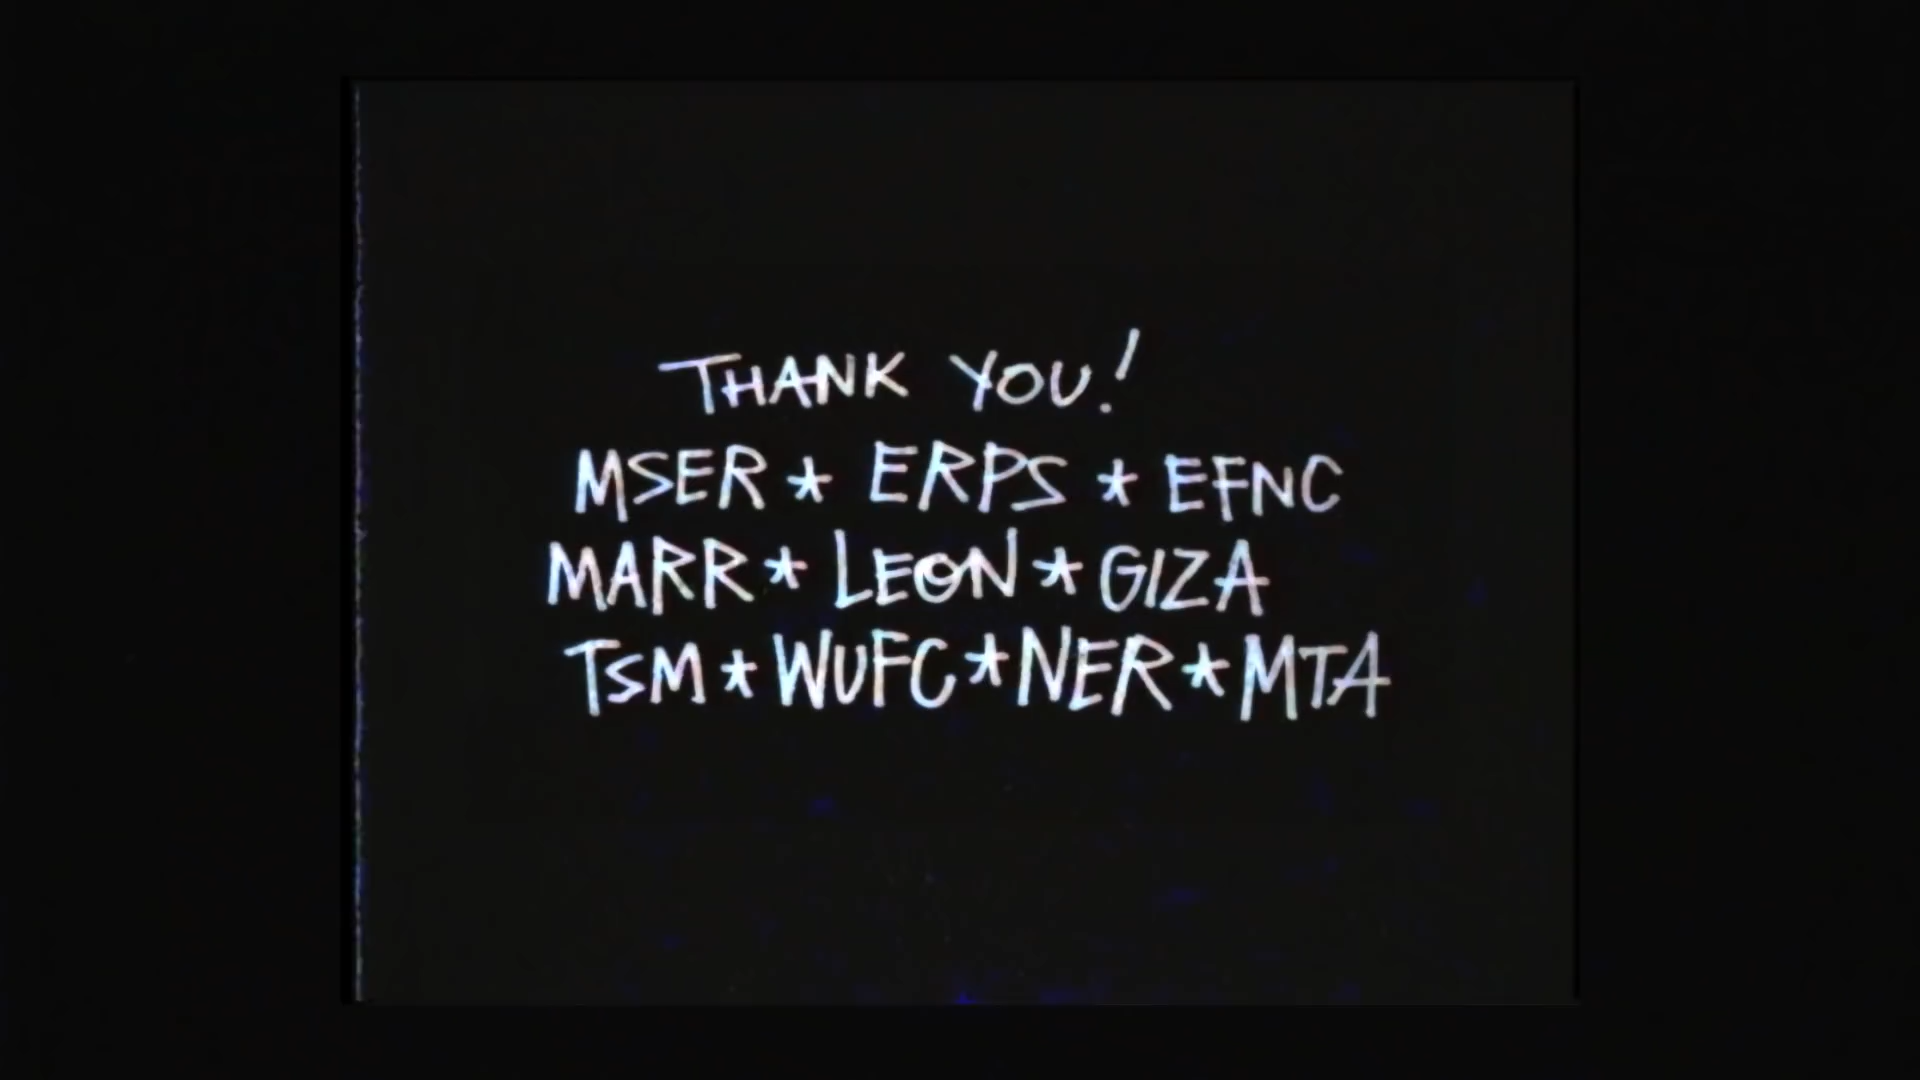 THANK YOU!
MSER * ERPS * EFNC
MARR * LEON * GIZA
TSM * WUFC * NER * MTA